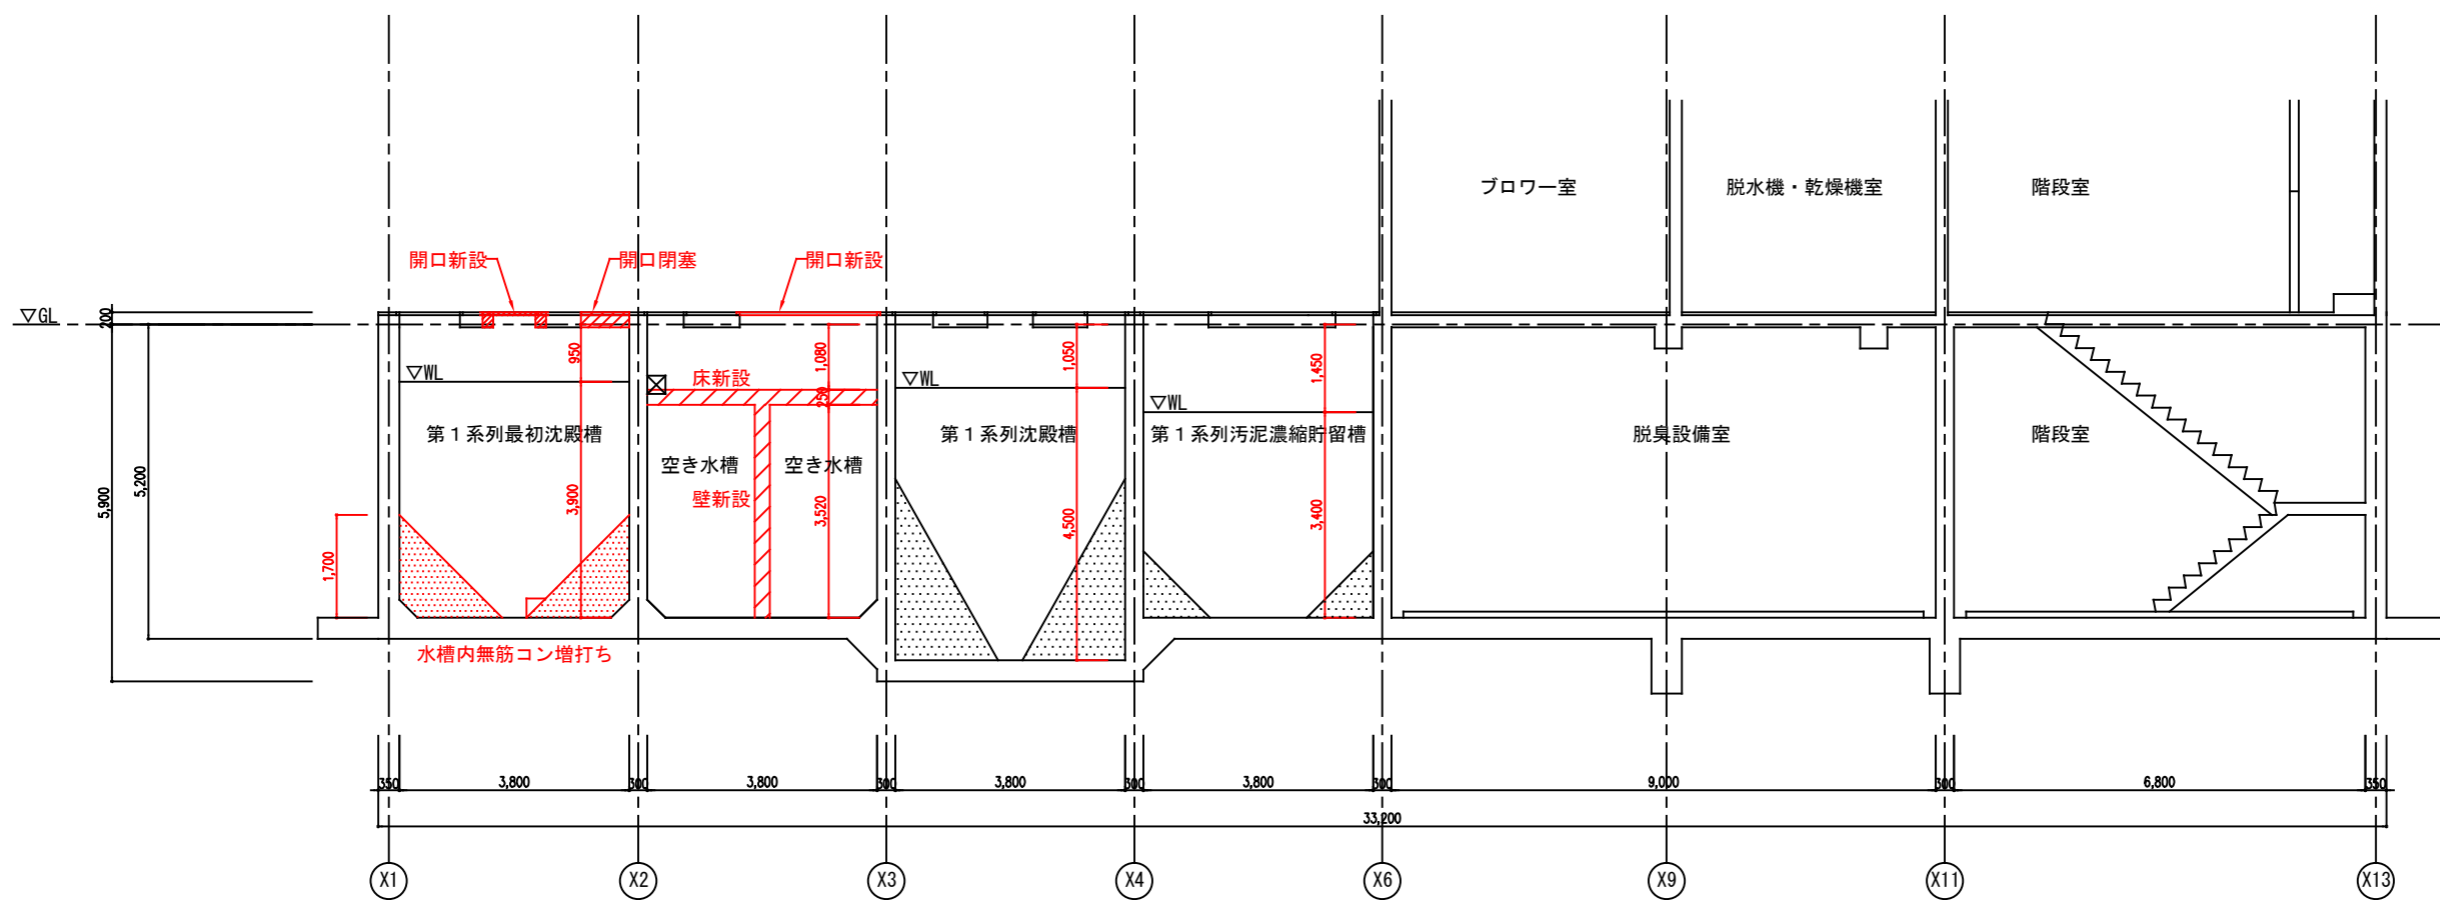 ブロワー室
脱水機・乾燥機室
階段室
開口新設
開口閉塞
開口新設
▽GL
200
▽WL
950
1,080
床新設
250
▽WL
1,050
▽WL
1,450
第１系列最初沈殿槽
空き水槽
空き水槽
第１系列沈殿槽
第１系列汚泥濃縮貯留槽
脱臭設備室
階段室
5,900
5,200
3,900
壁新設
3,520
4,500
3,400
1,700
水槽内無筋コン増打ち
350
3,800
300
3,800
300
3,800
300
3,800
300
9,000
300
6,800
350
33,200
X1
X2
X3
X4
X6
X9
X11
X13